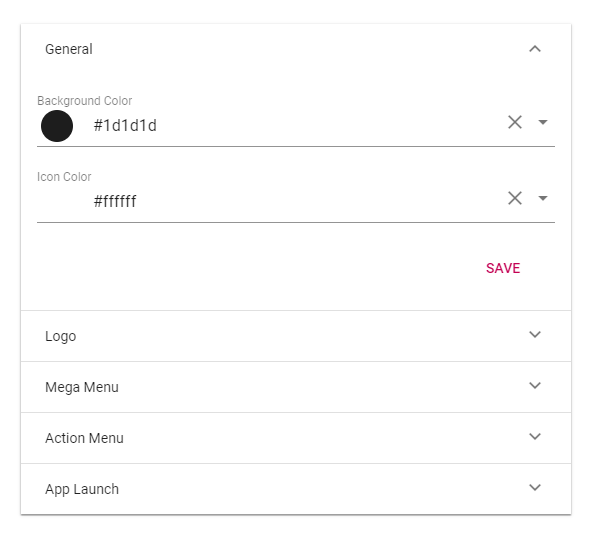 General
Background Color
#1d1d1d
Icon Color
#ffffff
SAVE
Logo
Mega Menu
Action Menu
App Launch